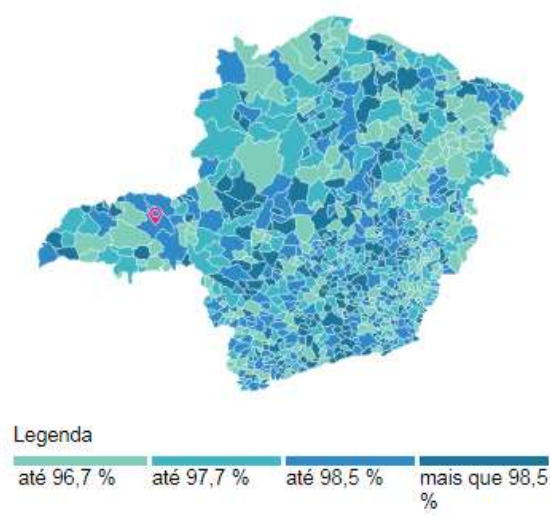 Legenda
até 96,7 % até 97,7 % até 98,5 % mais que 98,5
%